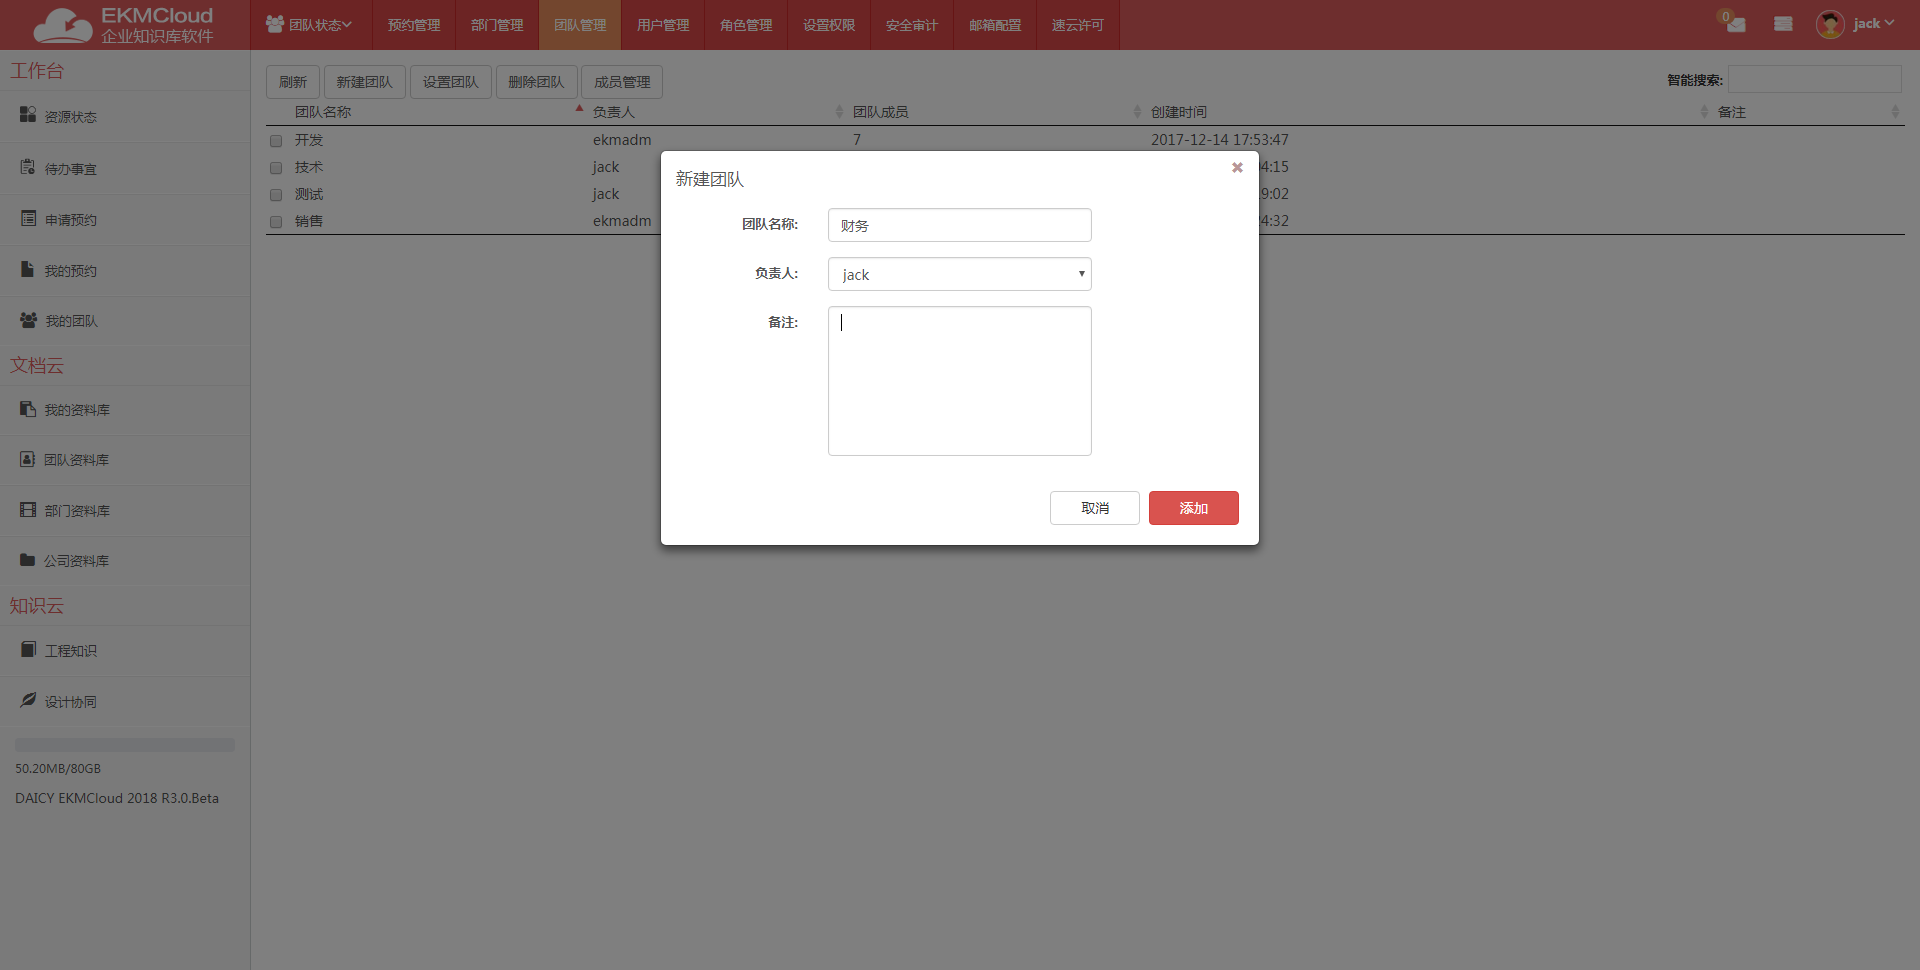 EKMCloud
企业知识库软件
团队状态 预约管理 部门管理 团队管理 用户管理 角色管理 设置权限 安全审计 邮箱配置 速云许可
0
jack
工作台
资源状态
待办事宜
申请预约
我的预约
我的团队
文档云
我的资料库
团队资料库
部门资料库
公司资料库
知识云
工程知识
设计协同
50.20MB/80GB
DAICY EKMCloud 2018 R3.0.Beta
刷新 新建团队 设置团队 删除团队 成员管理
智能搜索:
团队名称 负责人 团队成员 创建时间 备注
开发 ekmadm 7 2017-12-14 17:53:47
技术 jack 4:15
测试 jack 9:02
销售 ekmadm 4:32
新建团队
团队名称: 财务
负责人: jack
备注:
取消 添加